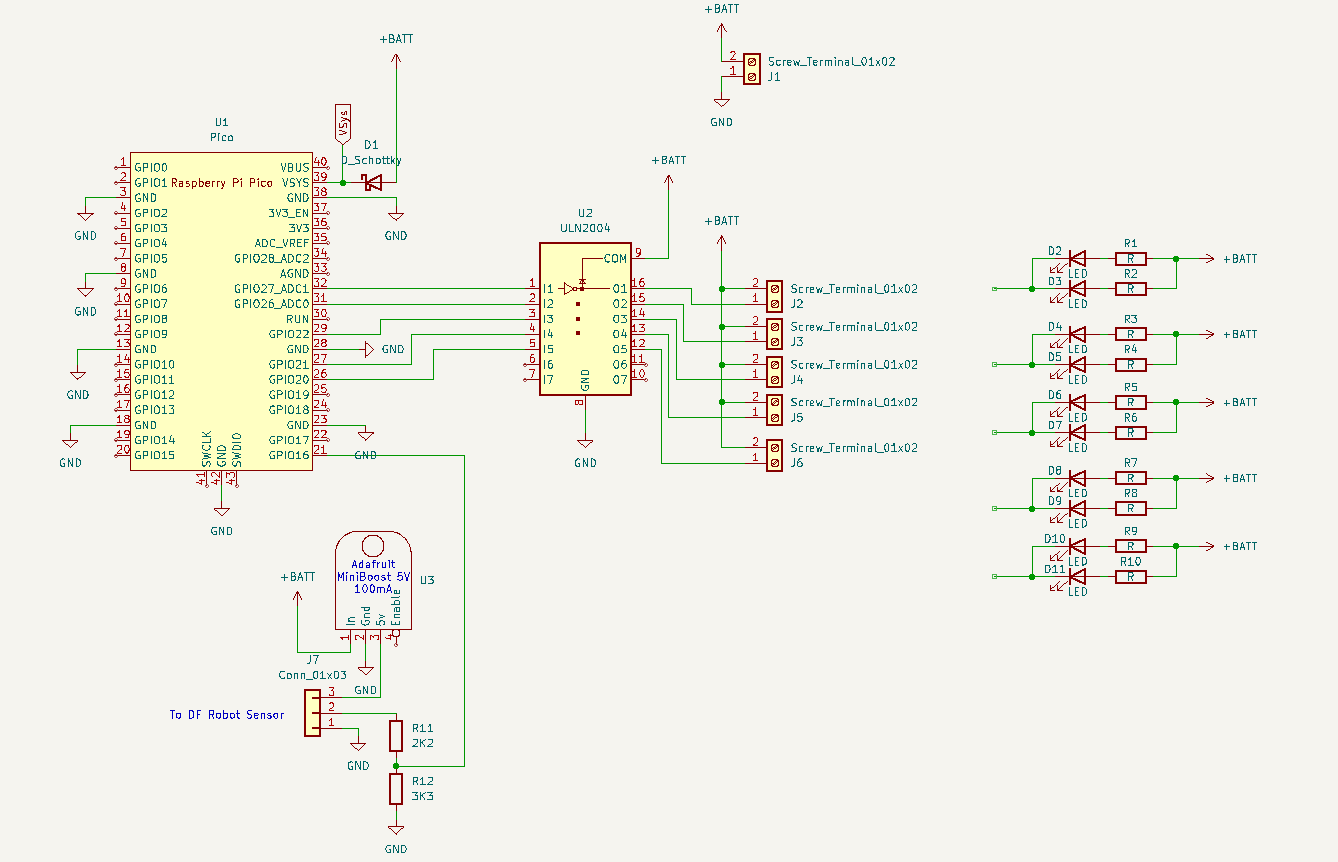 +BATT
2
1
Screw_Terminal_01x02
J1
GND
+BATT
VSys
D1
D_Schottky
GND
U1
Pico
Raspberry Pi Pico
1 GPIO0
2 GPIO1
3 GND
4 GPIO2
5 GPIO3
6 GPIO4
7 GPIO5
8 GND
9 GPIO6
10 GPIO7
11 GPIO8
12 GPIO9
13 GND
14 GPIO10
15 GPIO11
16 GPIO12
17 GPIO13
18 GND
19 GPIO14
20 GPIO15
VBUS 40
VSYS 39
GND 38
3V3_EN 37
3V3 36
ADC_VREF 35
GPIO28_ADC2 34
AGND 33
GPIO27_ADC1 32
GPIO26_ADC0 31
RUN 30
GPIO22 29
GND 28
GPIO21 27
GPIO20 26
GPIO19 25
GPIO18 24
GND 23
GPIO17 22
GPIO16 21
SWCLK 41
GND 42
SWDIO 43
GND
GND
GND
GND
GND
GND
GND
+BATT
U2
ULN2004
COM 9
1 I1
2 I2
3 I3
4 I4
5 I5
6 I6
7 I7
O1 16
O2 15
O3 14
O4 13
O5 12
O6 11
O7 10
GND 8
GND
+BATT
2 Screw_Terminal_01x02
1 J2
2 Screw_Terminal_01x02
1 J3
2 Screw_Terminal_01x02
1 J4
2 Screw_Terminal_01x02
1 J5
2 Screw_Terminal_01x02
1 J6
D2 R1
LED R +BATT
D3 R2
LED R
D4 R3
LED R +BATT
D5 R4
LED R
D6 R5
LED R +BATT
D7 R6
LED R
D8 R7
LED R +BATT
D9 R8
LED R
D10 R9
LED R +BATT
D11 R10
LED R
Adafruit
MiniBoost 5V
100mA
U3
In 1
Gnd 2
5v 3
Enable 4
+BATT
GND
J7
Conn_01x03
3
2
1
To DF Robot Sensor
GND
R11
2K2
R12
3K3
GND